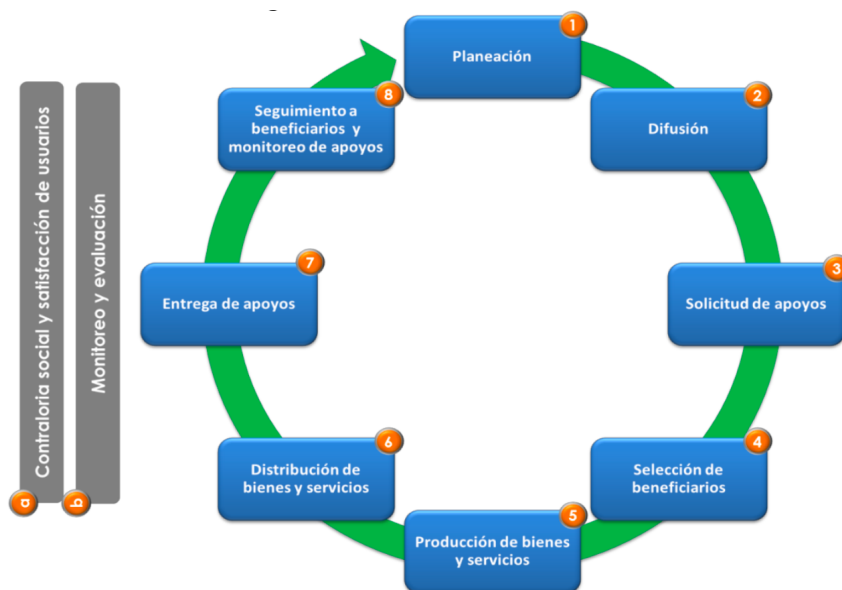 1
Planeación
2
Difusión
3
Solicitud de apoyos
4
Selección de
beneficiarios
5
Producción de bienes
y servicios
6
Distribución de
bienes y servicios
7
Entrega de apoyos
8
Seguimiento a
beneficiarios y
monitoreo de apoyos
a
Contraloria social y satisfacción de usuarios
b
Monitoreo y evaluación